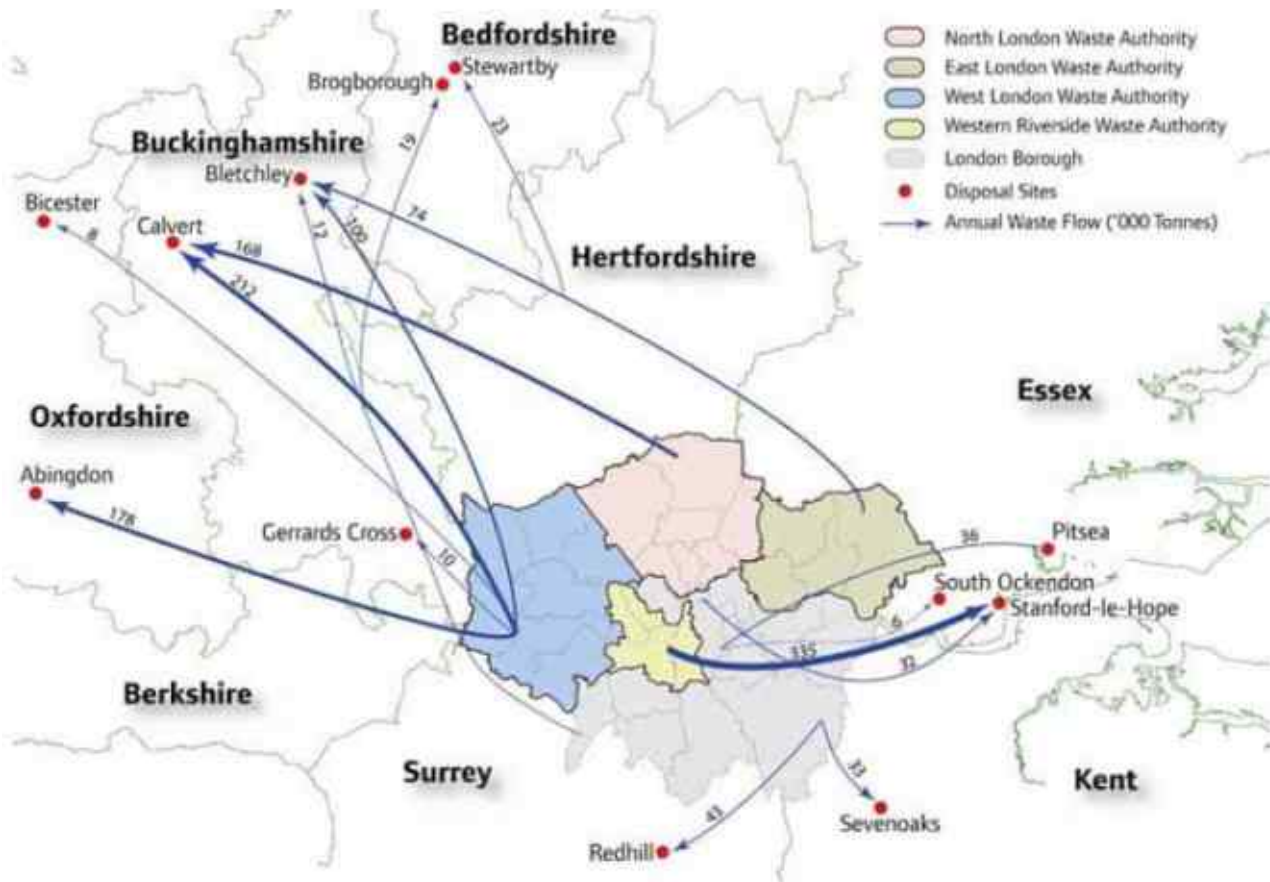 Bedfordshire
Stewartby
Brogborough
Buckinghamshire
Bletchley
Bicester
Calvert
Hertfordshire
Essex
Oxfordshire
Abingdon
Gerrards Cross
Pitsea
South Ockendon
Stanford-le-Hope
Berkshire
Surrey
Kent
Sevenoaks
Redhill
North London Waste Authority
East London Waste Authority
West London Waste Authority
Western Riverside Waste Authority
London Borough
Disposal Sites
Annual Waste Flow ('000 Tonnes)
19
23
74
12
100
8
168
212
178
10
36
6
335
32
33
43